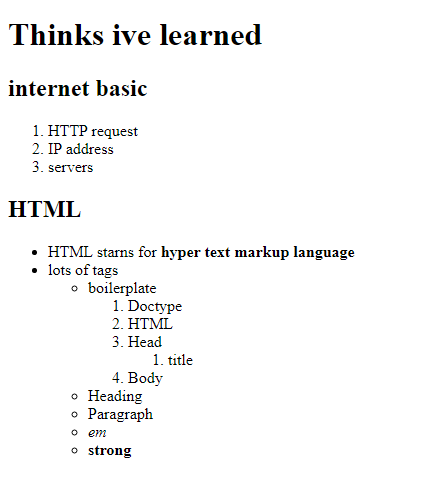 Thinks ive learned
internet basic
1. HTTP request
2. IP address
3. servers
HTML
• HTML starns for hyper text markup language
• lots of tags
◦ boilerplate
1. Doctype
2. HTML
3. Head
1. title
4. Body
◦ Heading
◦ Paragraph
◦ em
◦ strong